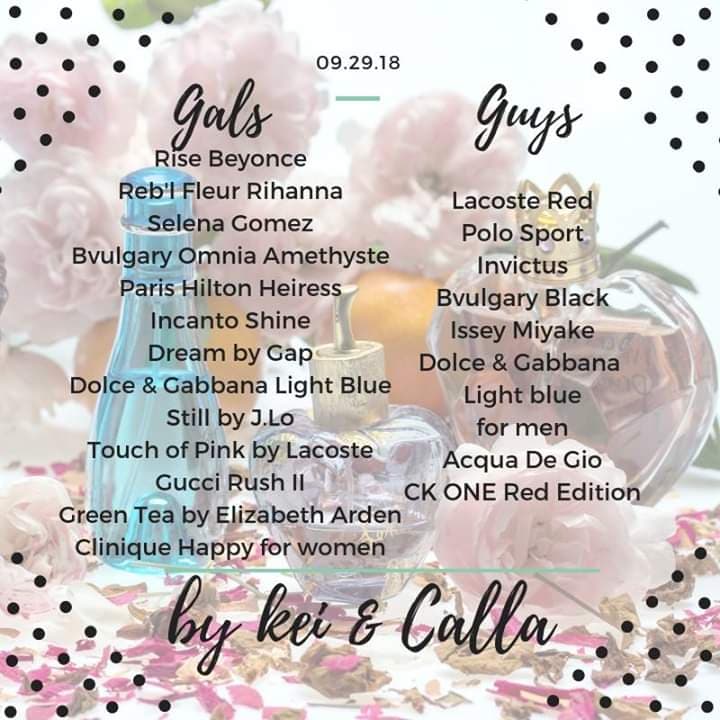 09.29.18
Gals
Rise Beyonce
Reb'l Fleur Rihanna
Selena Gomez
Bvulgary Omnia Amethyste
Paris Hilton Heiress
Incanto Shine
Dream by Gap
Dolce & Gabbana Light Blue
Still by J.Lo
Touch of Pink by Lacoste
Gucci Rush II
Green Tea by Elizabeth Arden
Clinique Happy for women
Guys
Lacoste Red
Polo Sport
Invictus
Bvulgary Black
Issey Miyake
Dolce & Gabbana
Light blue
for men
Acqua De Gio
CK ONE Red Edition
by kei & Calla